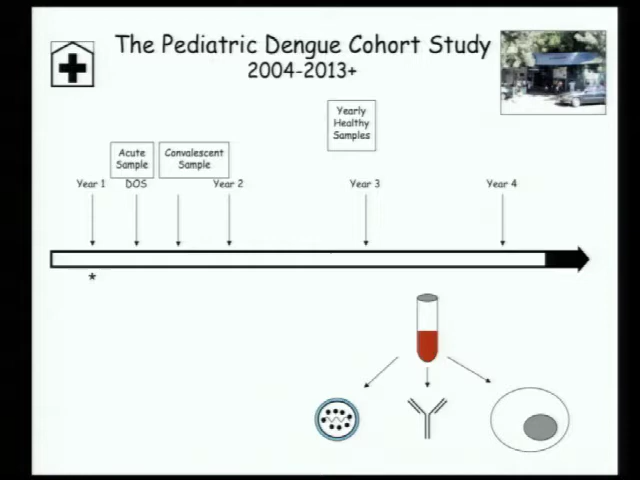 The Pediatric Dengue Cohort Study
2004-2013+
Yearly
Healthy
Samples
Acute
Sample
Convalescent
Sample
Year 1
DOS
Year 2
Year 3
Year 4
*